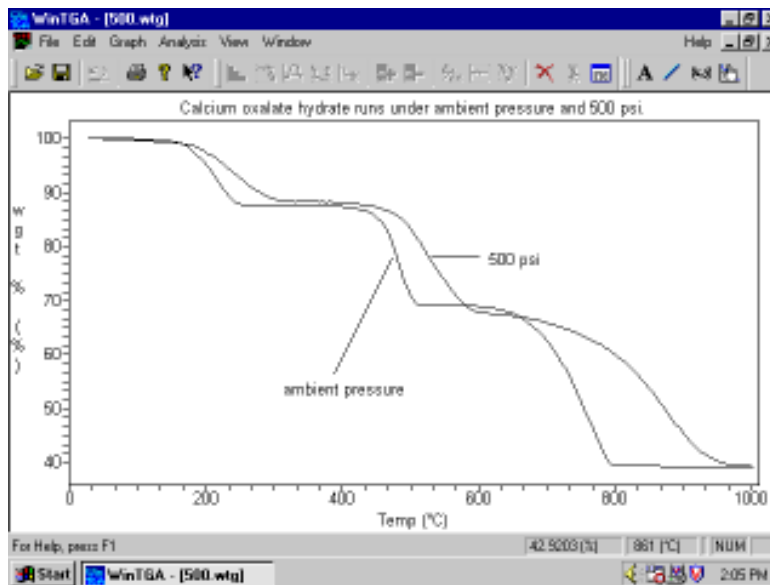 WinTGA - [500.wtg]
File Edit Graph Analysis View Window Help
A
Calcium oxalate hydrate runs under ambient pressure and 500 psi.
100
90
80
70
60
50
40
wgt % (%)
500 psi
ambient pressure
0 200 400 600 800 1000
Temp (°C)
For Help, press F1 42.9203 (%) 861 (°C) NUM
Start WinTGA - [500.wtg] 2:05 PM